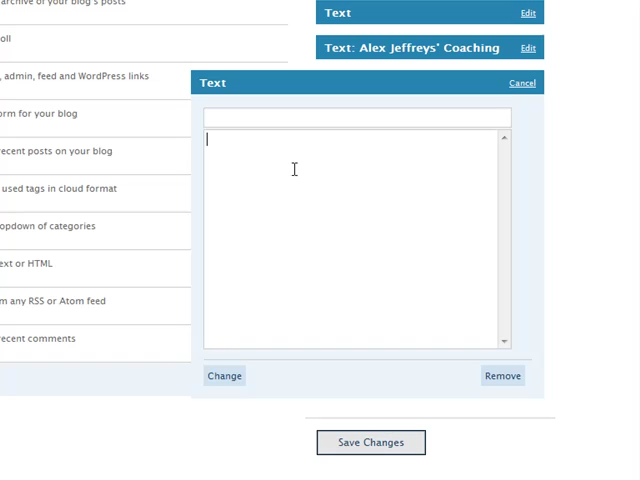 archive of your blog's posts
Text Edit
oll
Text: Alex Jeffreys' Coaching Edit
, admin, feed and WordPress links
Text Cancel
orm for your blog
recent posts on your blog
used tags in cloud format
opdown of categories
ext or HTML
m any RSS or Atom feed
recent comments
Change Remove
Save Changes